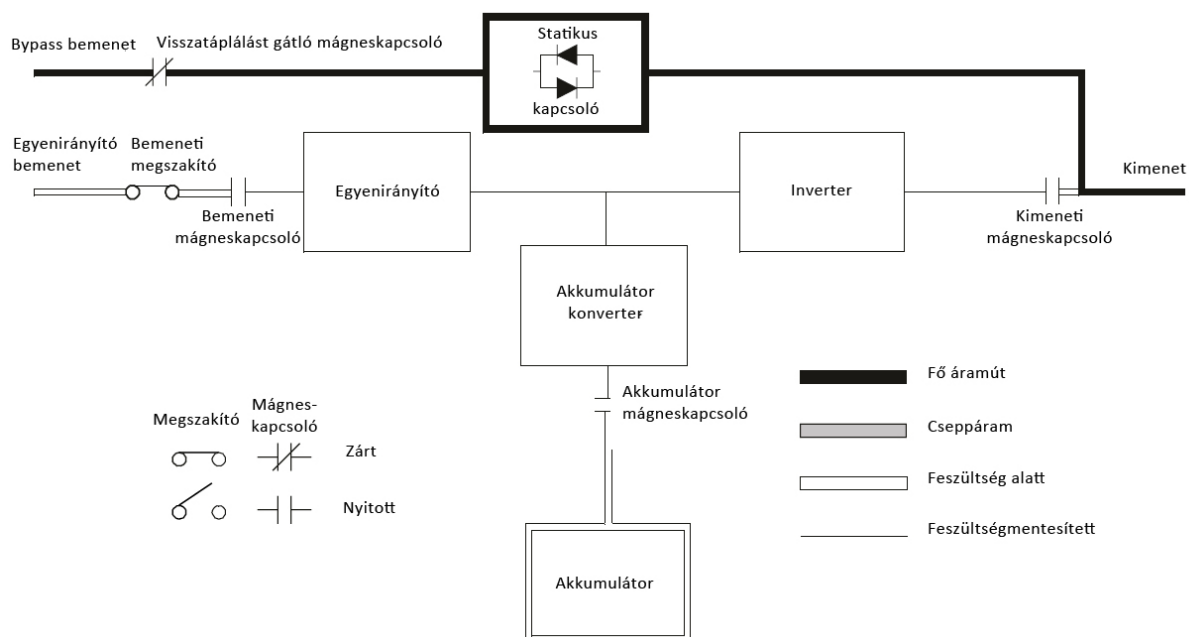 Bypass bemenet
Visszatáplálást gátló mágneskapcsoló
Statikus
kapcsoló
Egyenirányító
bemenet
Bemeneti
megszakító
Bemeneti
mágneskapcsoló
Egyenirányító
Inverter
Kimeneti
mágneskapcsoló
Kimenet
Akkumulátor
konverter
Akkumulátor
mágneskapcsoló
Akkumulátor
Megszakító
Mágnes-
kapcsoló
Zárt
Nyitott
Fő áramút
Cseppáram
Feszültség alatt
Feszültségmentesített